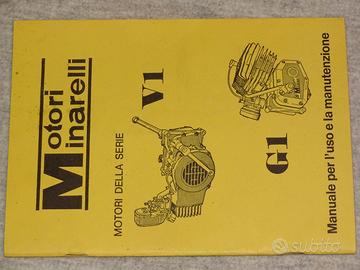 Motori
Minarelli
MOTORI DELLA SERIE
V1
G1
Manuale per l'uso e la manutenzione
subito